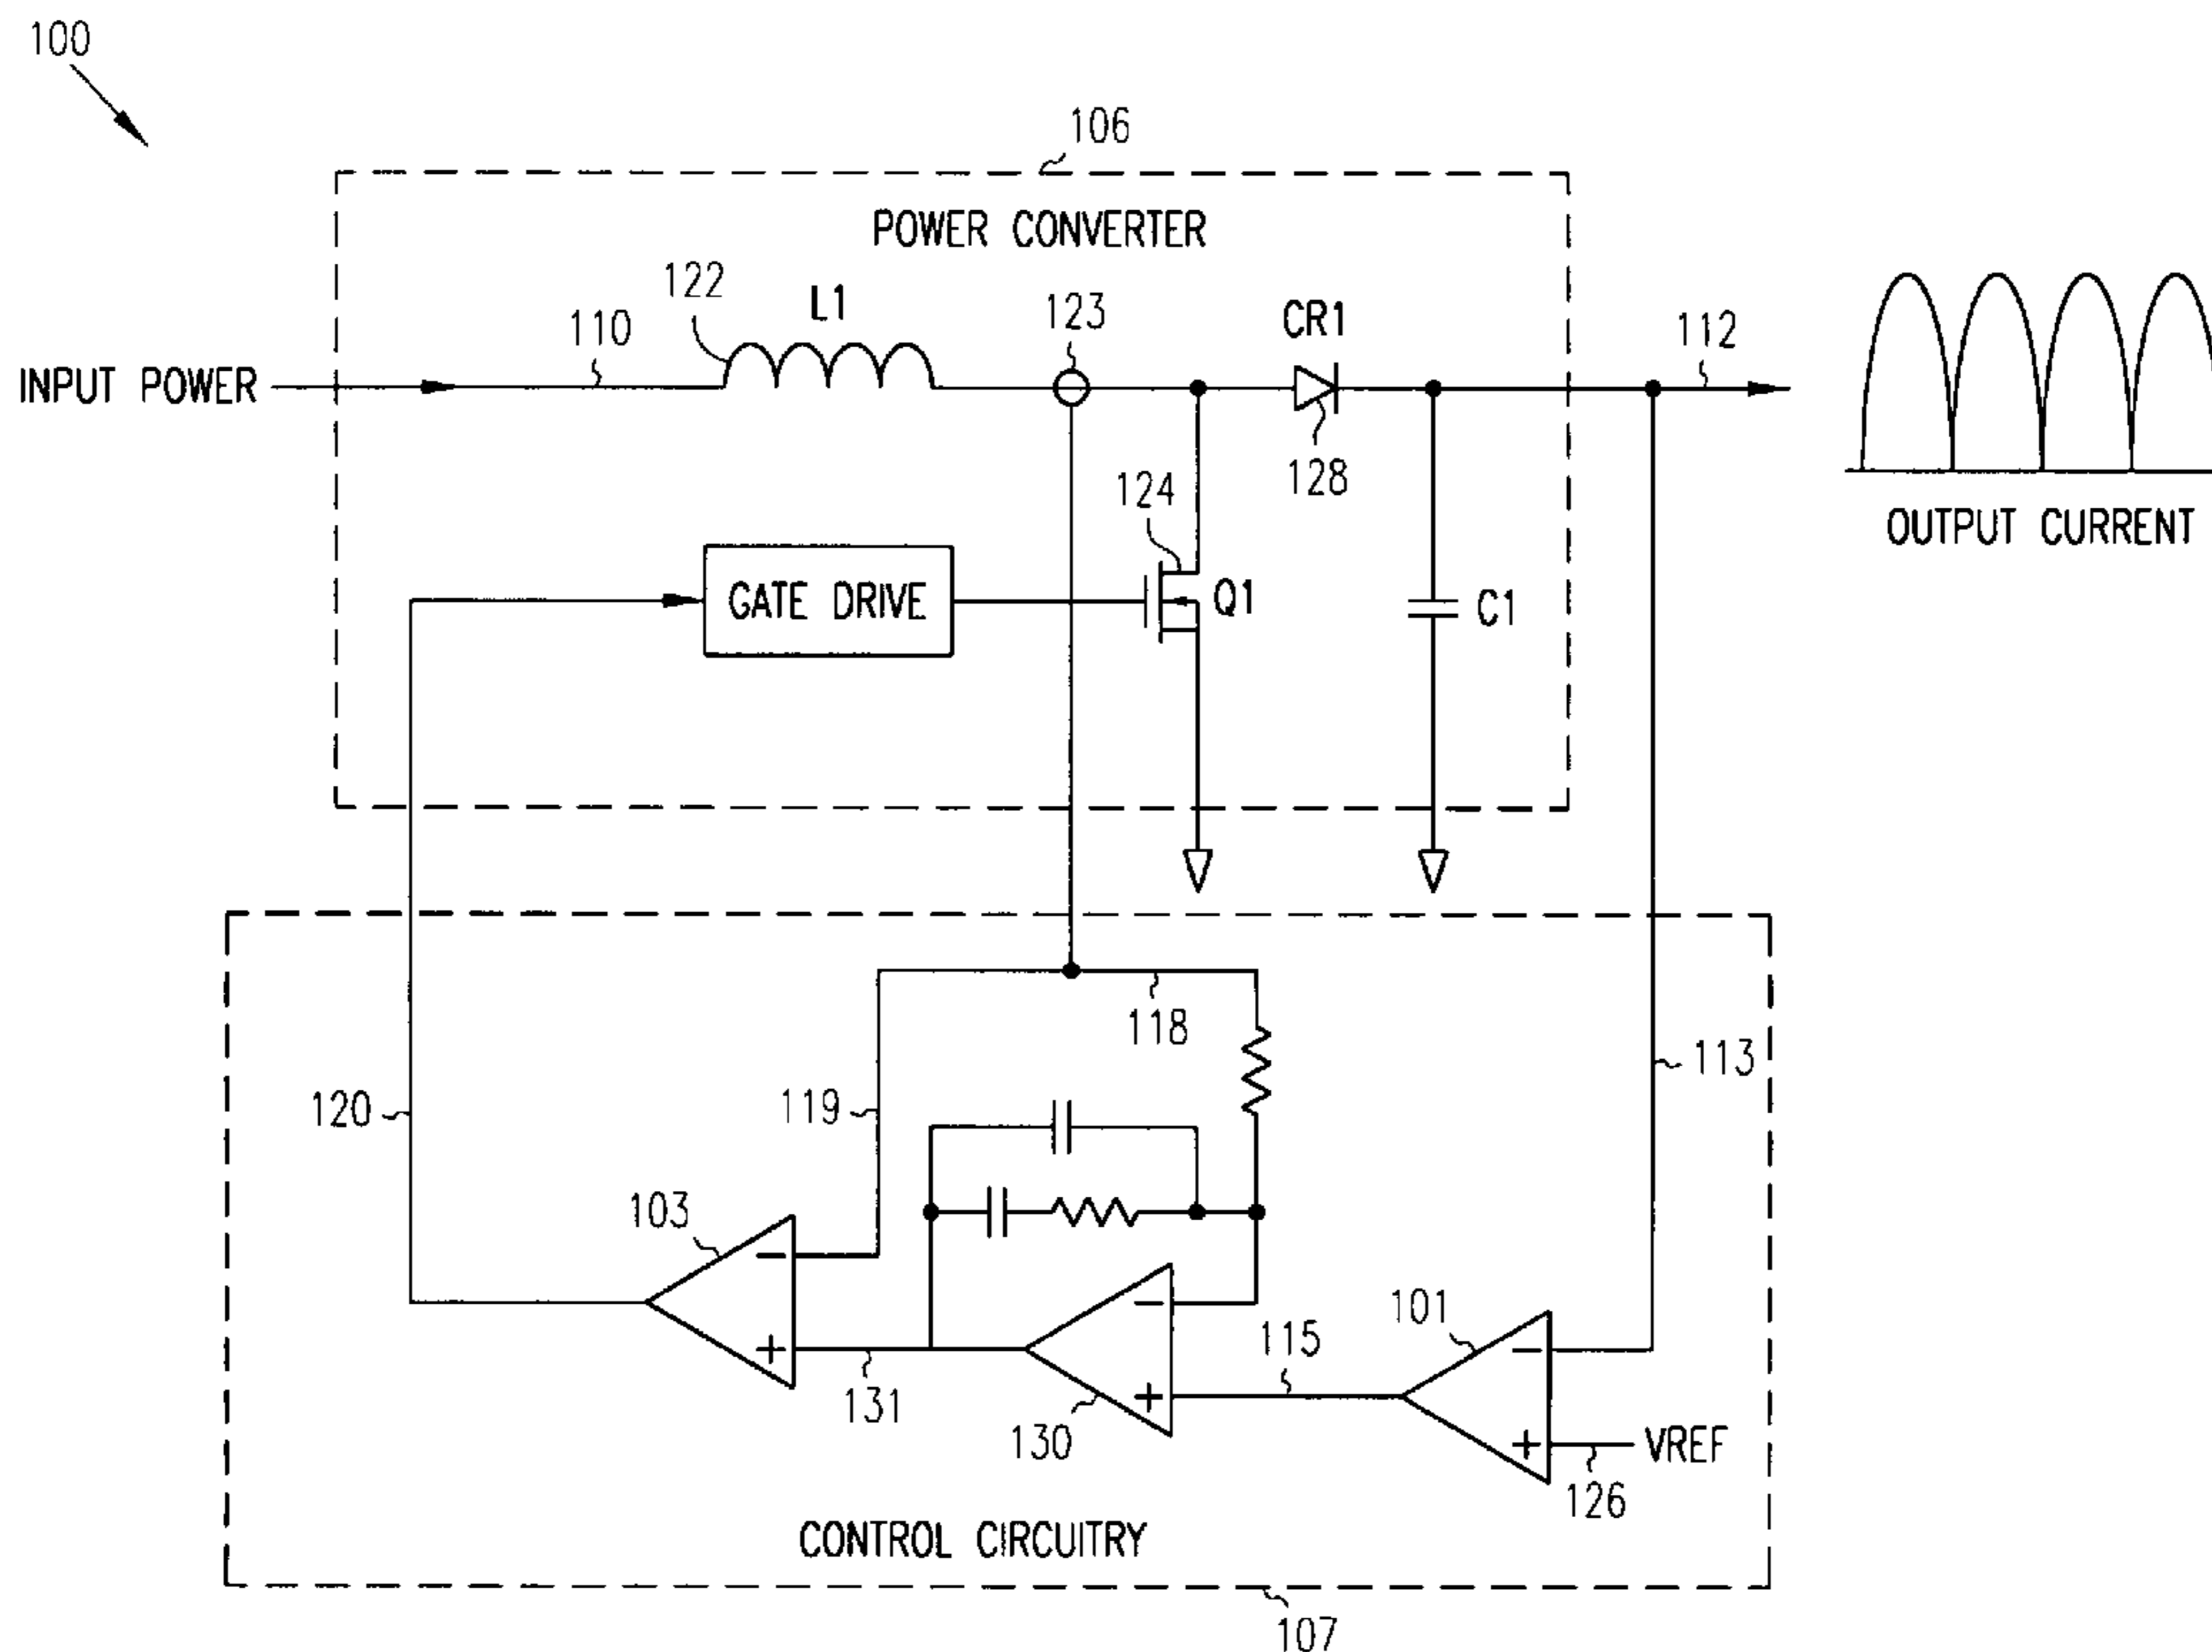 100
106
POWER CONVERTER
122
L1
123
CR1
110
112
INPUT POWER
128
124
OUTPUT CURRENT
GATE DRIVE
Q1
C1
118
113
120
119
103
101
115
131
130
VREF
126
CONTROL CIRCUITRY
107